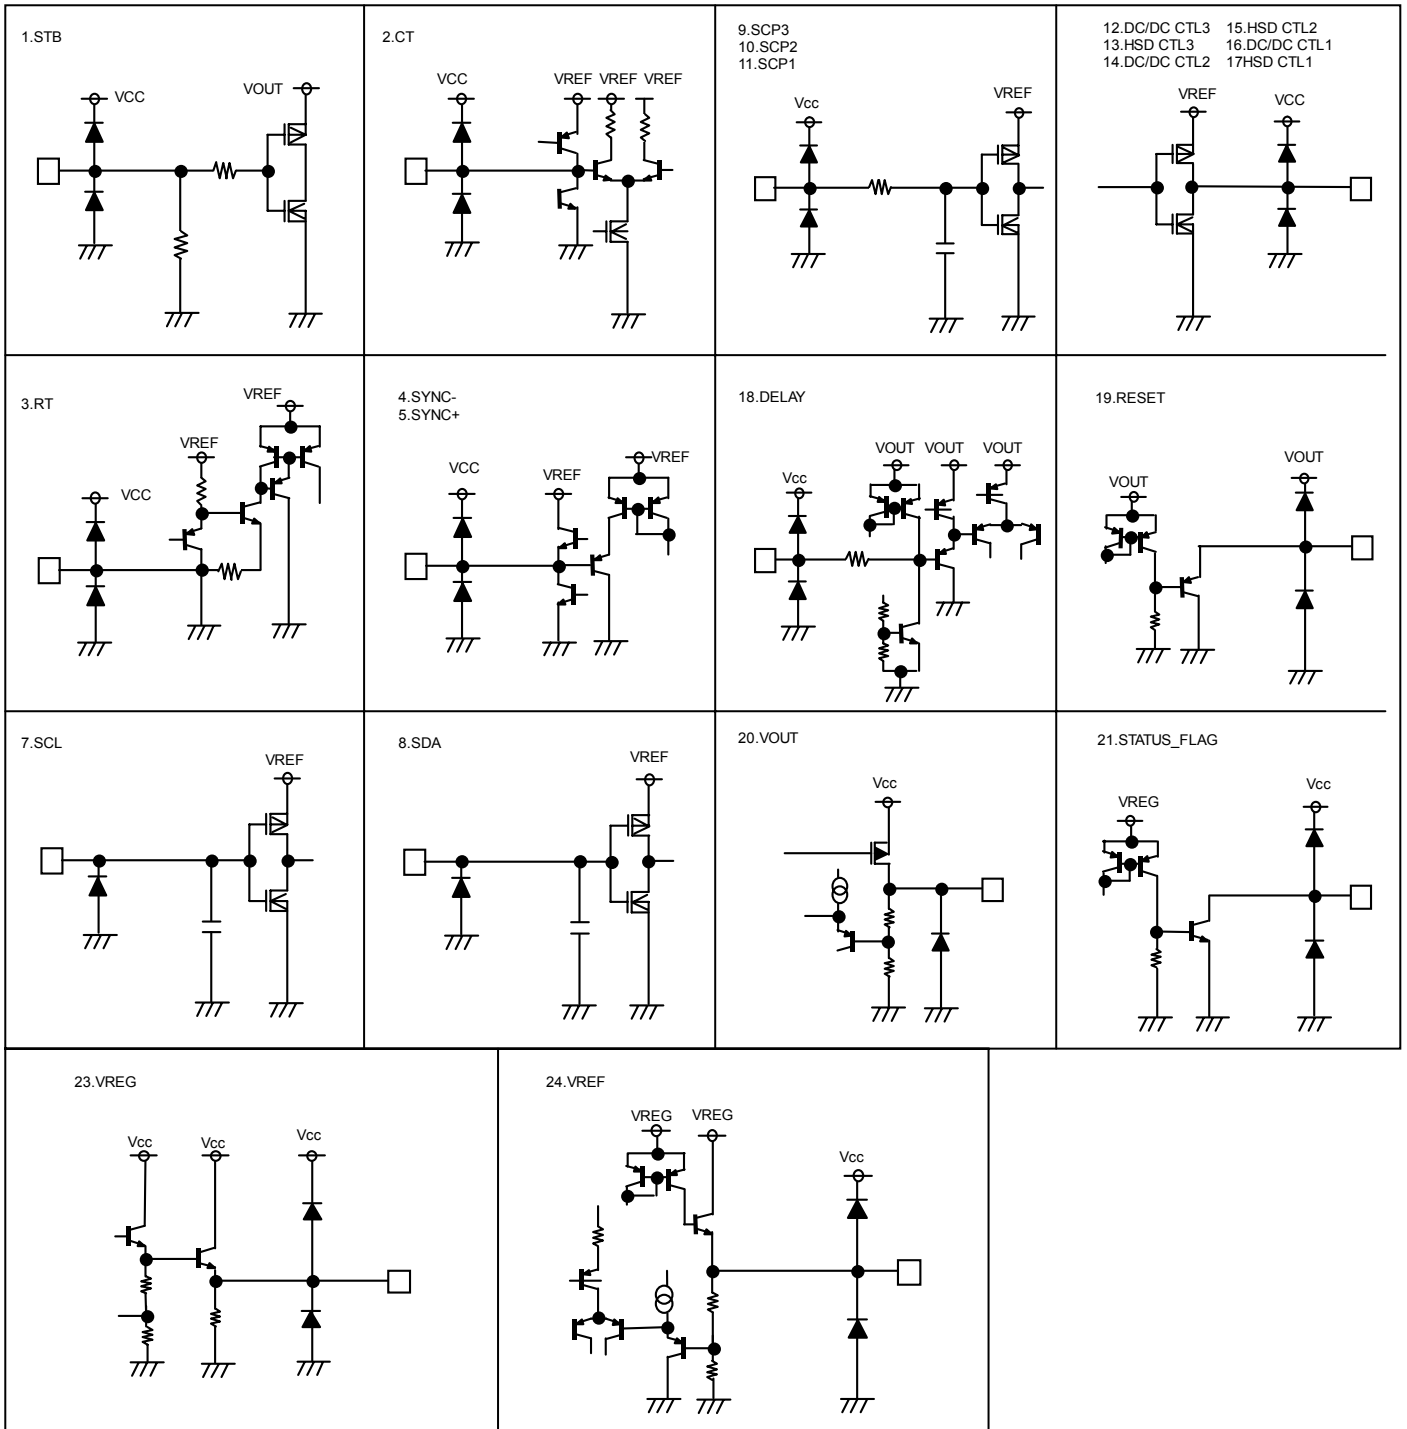 1.STB
VCC
VOUT
2.CT
VCC
VREF VREF VREF
9.SCP3
10.SCP2
11.SCP1
Vcc
VREF
12.DC/DC CTL3 15.HSD CTL2
13.HSD CTL3 16.DC/DC CTL1
14.DC/DC CTL2 17HSD CTL1
VREF
VCC
3.RT
VREF
VREF
VCC
4.SYNC-
5.SYNC+
VCC
VREF
VREF
18.DELAY
Vcc
VOUT VOUT VOUT
19.RESET
VOUT
VOUT
7.SCL
VREF
8.SDA
VREF
20.VOUT
Vcc
21.STATUS_FLAG
VREG
Vcc
23.VREG
Vcc Vcc Vcc
24.VREF
VREG VREG
Vcc